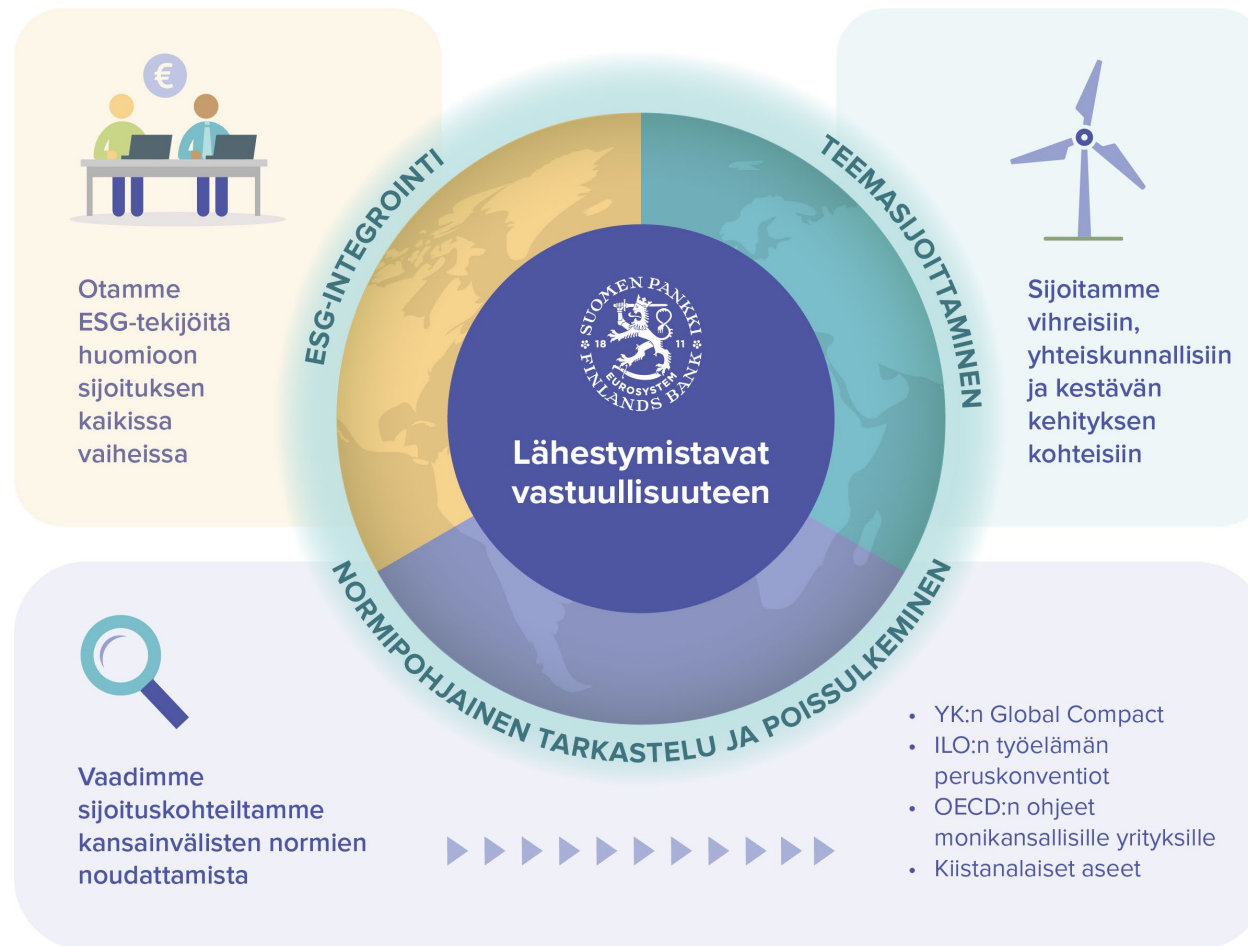 €
ESG-INTEGROINTI
Otamme
ESG-tekijöitä
huomioon
sijoituksen
kaikissa
vaiheissa
TEEMASIJOITTAMINEN
Sijoitamme
vihreisiin,
yhteiskunnallisiin
ja kestävän
kehityksen
kohteisiin
SUOMEN PANKKI
18 11
EUROSYSTEM
FINLANDS BANK
Lähestymistavat
vastuullisuuteen
NORMIPOHJAINEN TARKASTELU JA POISSULKEMINEN
Vaadimme
sijoituskohteiltamme
kansainvälisten normien
noudattamista
• YK:n Global Compact
• ILO:n työelämän
peruskonventiot
• OECD:n ohjeet
monikansallisille yrityksille
• Kiistanalaiset aseet